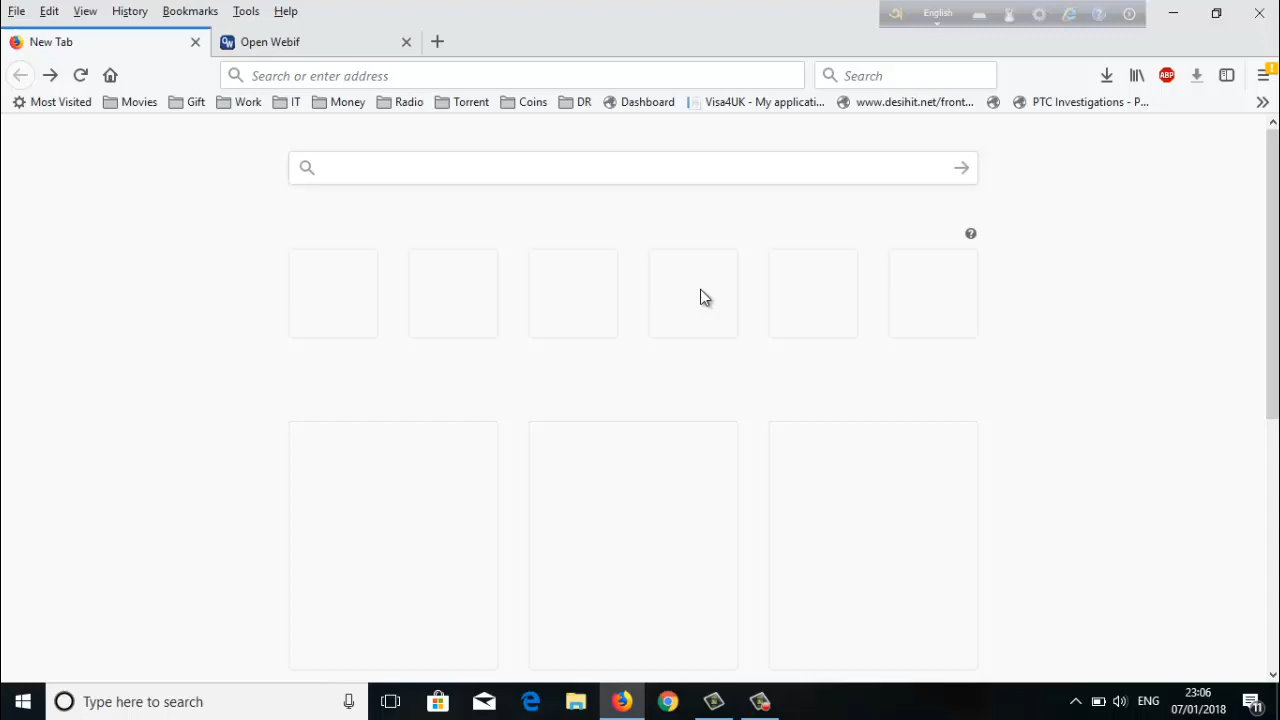 File Edit View History Bookmarks Tools Help
English
New Tab
Open Webif
Search or enter address
Search
ABP
Most Visited Movies Gift Work IT Money Radio Torrent Coins DR Dashboard Visa4UK - My applicati... www.desihit.net/front... PTC Investigations - P...
Type here to search
ENG
23:06
07/01/2018
11